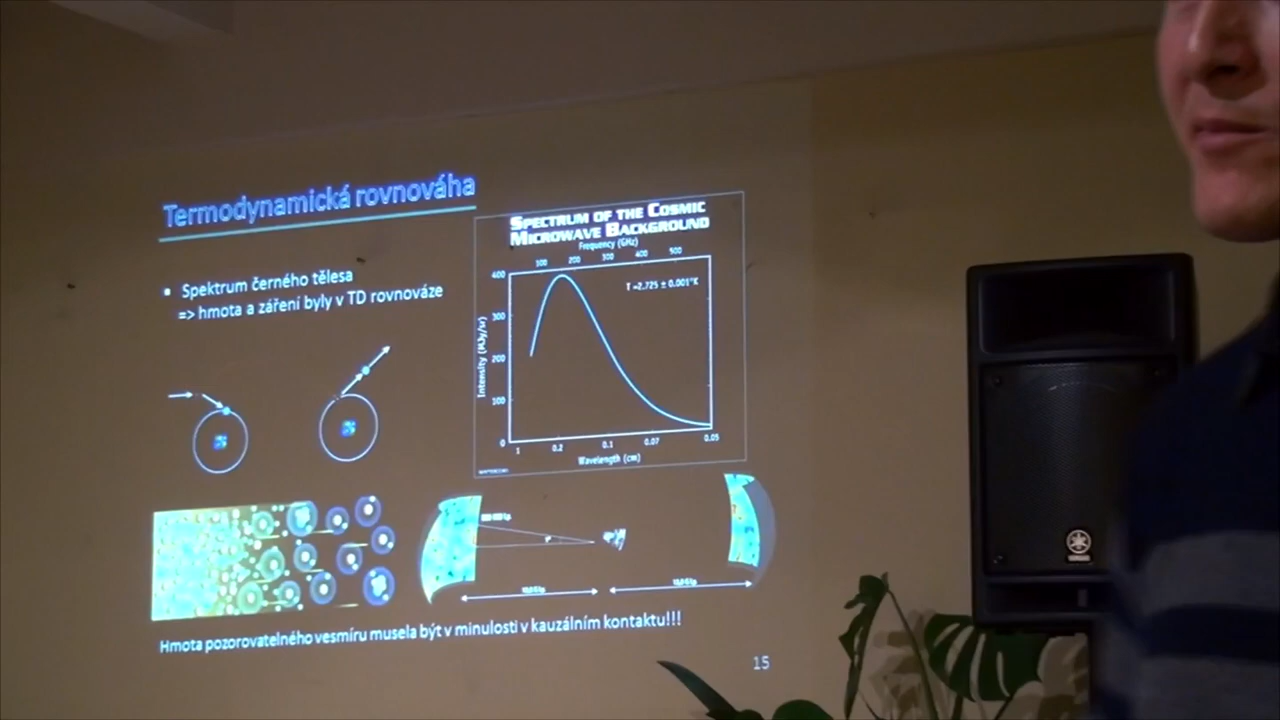 Termodynamická rovnováha
• Spektrum černého tělesa
=> hmota a záření byly v TD rovnováze
SPECTRUM OF THE COSMIC
MICROWAVE BACKGROUND
Frequency (GHz)
100 200 300 400 500
T =2.725 ± 0.001°K
Intensity (MJy/sr)
400
300
200
100
0
1 0.2 0.1 0.07 0.05
Wavelength (cm)
Hmota pozorovatelného vesmíru musela být v minulosti v kauzálním kontaktu!!!
15
YAMAHA